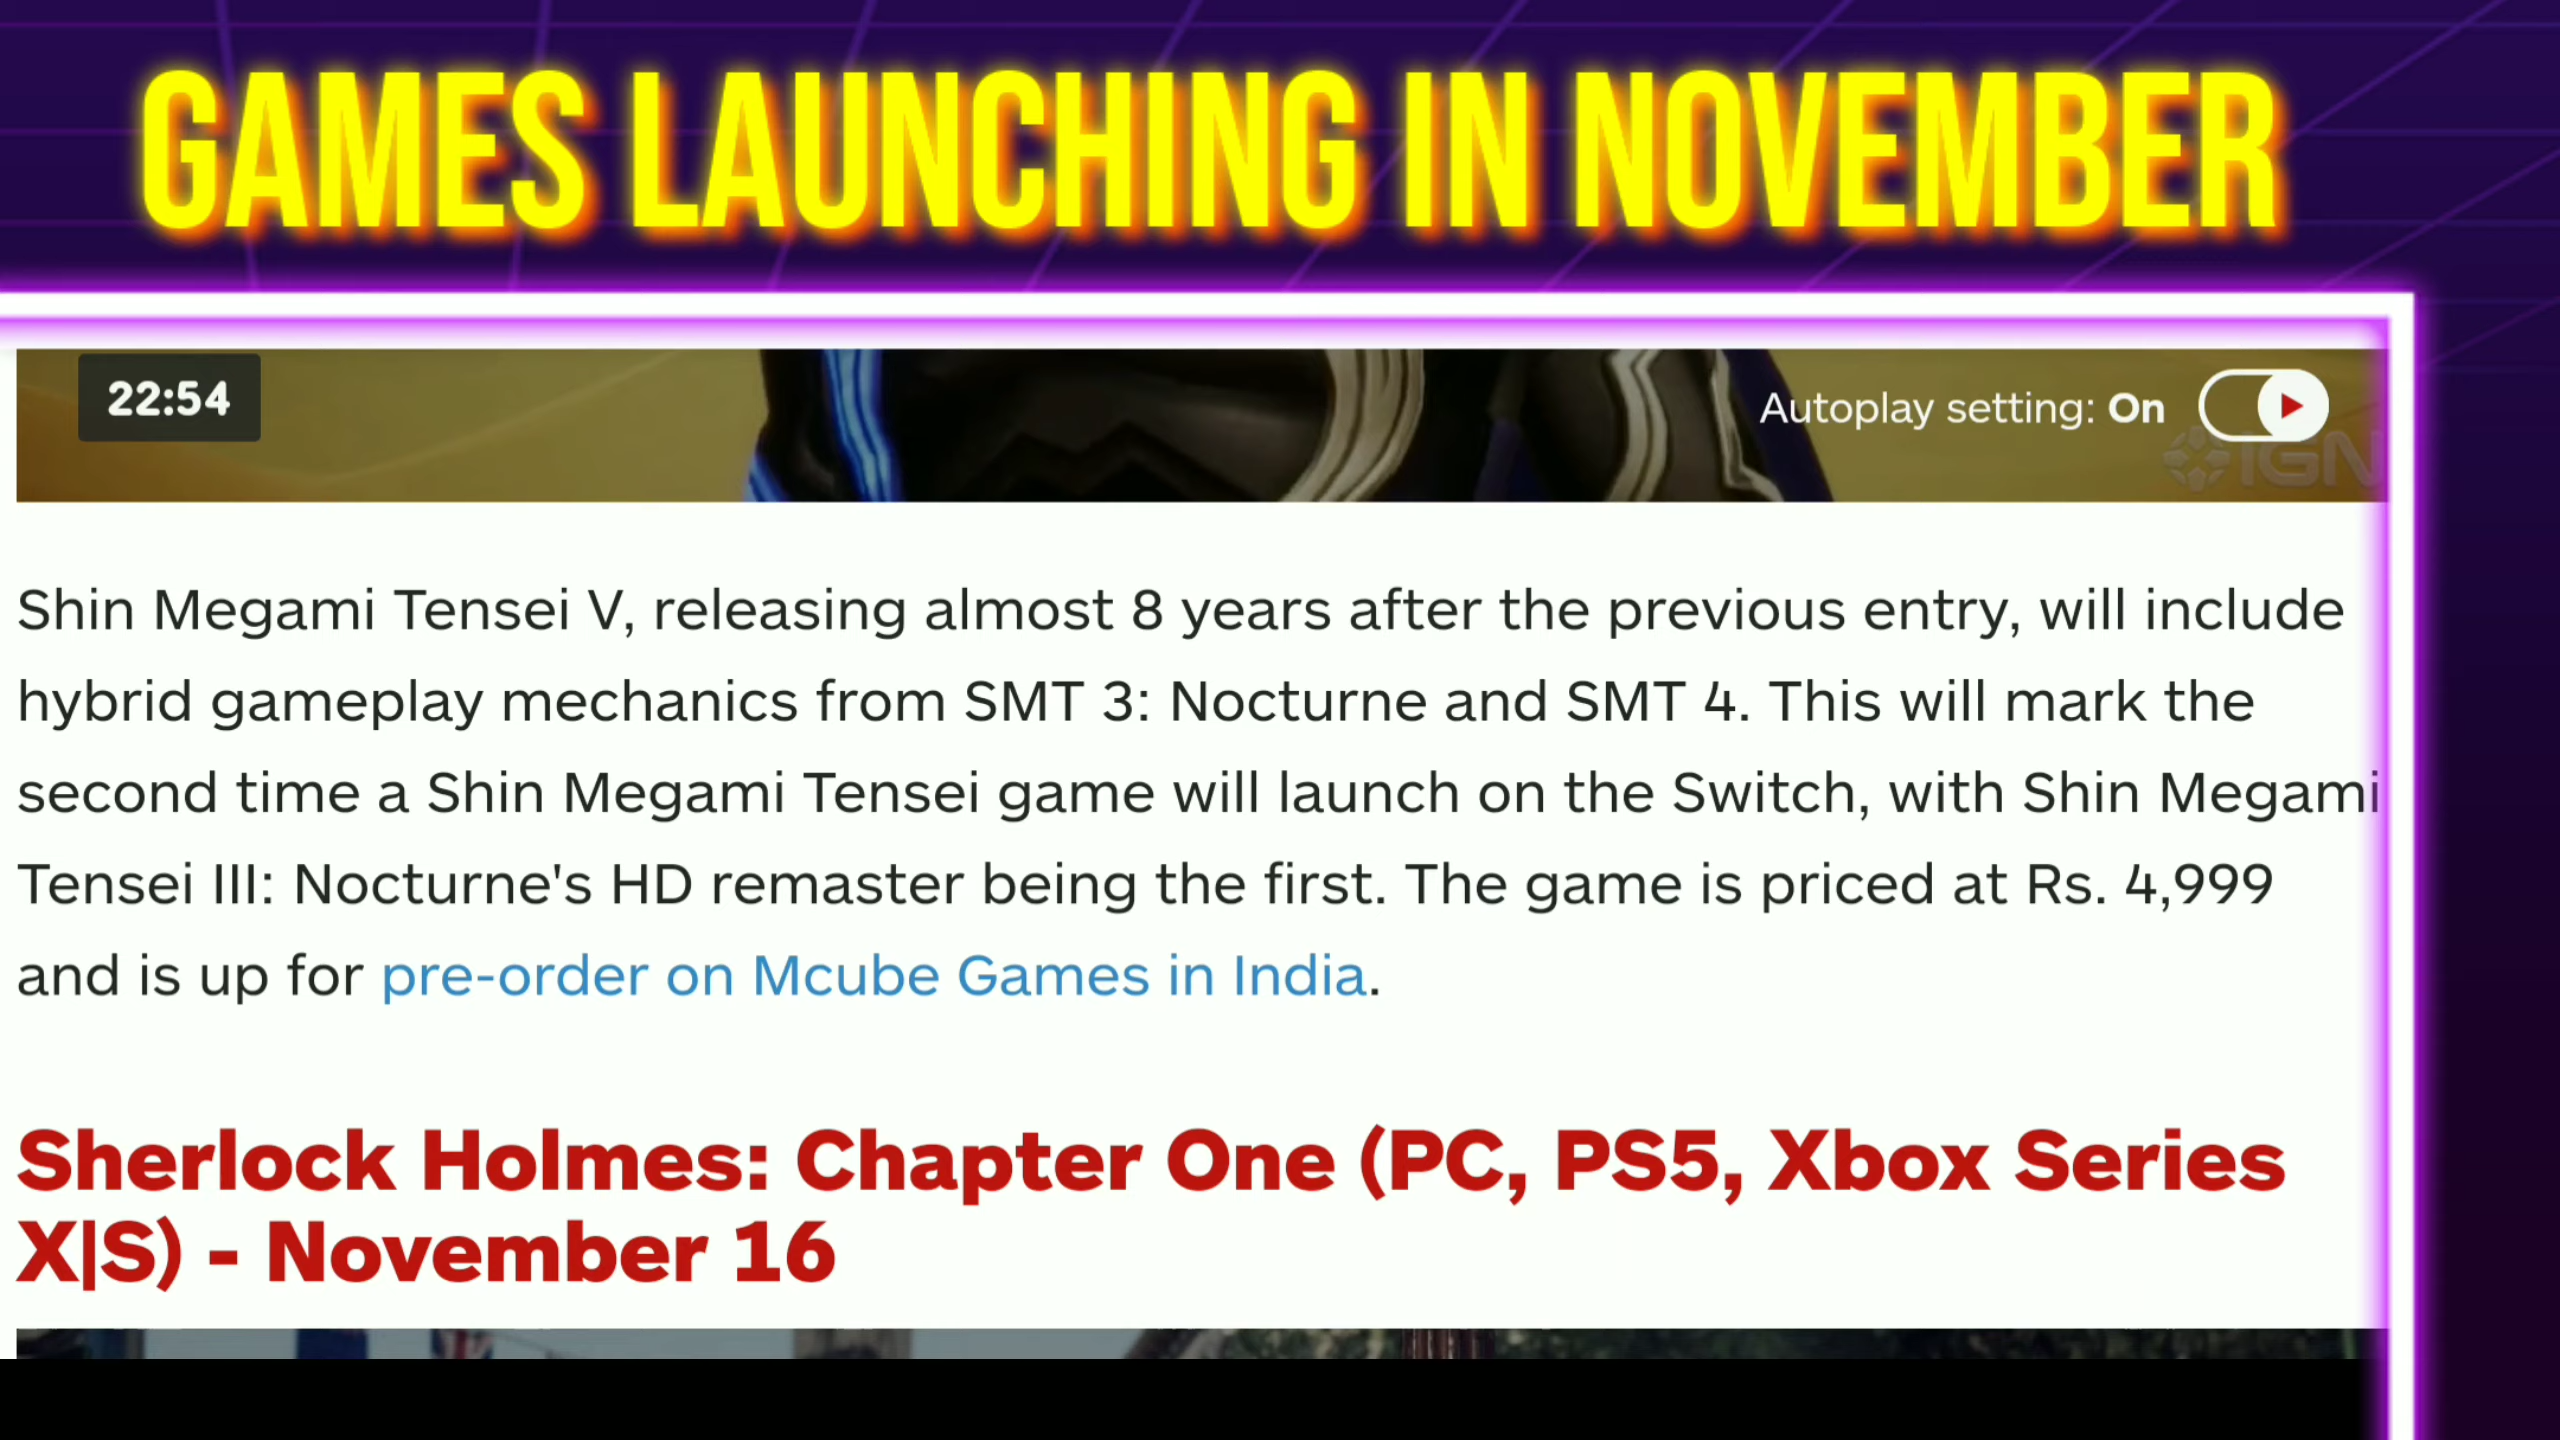 GAMES LAUNCHING IN NOVEMBER
22:54
Autoplay setting: On
IGN
Shin Megami Tensei V, releasing almost 8 years after the previous entry, will include
hybrid gameplay mechanics from SMT 3: Nocturne and SMT 4. This will mark the
second time a Shin Megami Tensei game will launch on the Switch, with Shin Megami
Tensei III: Nocturne's HD remaster being the first. The game is priced at Rs. 4,999
and is up for pre-order on Mcube Games in India.
Sherlock Holmes: Chapter One (PC, PS5, Xbox Series
X|S) - November 16